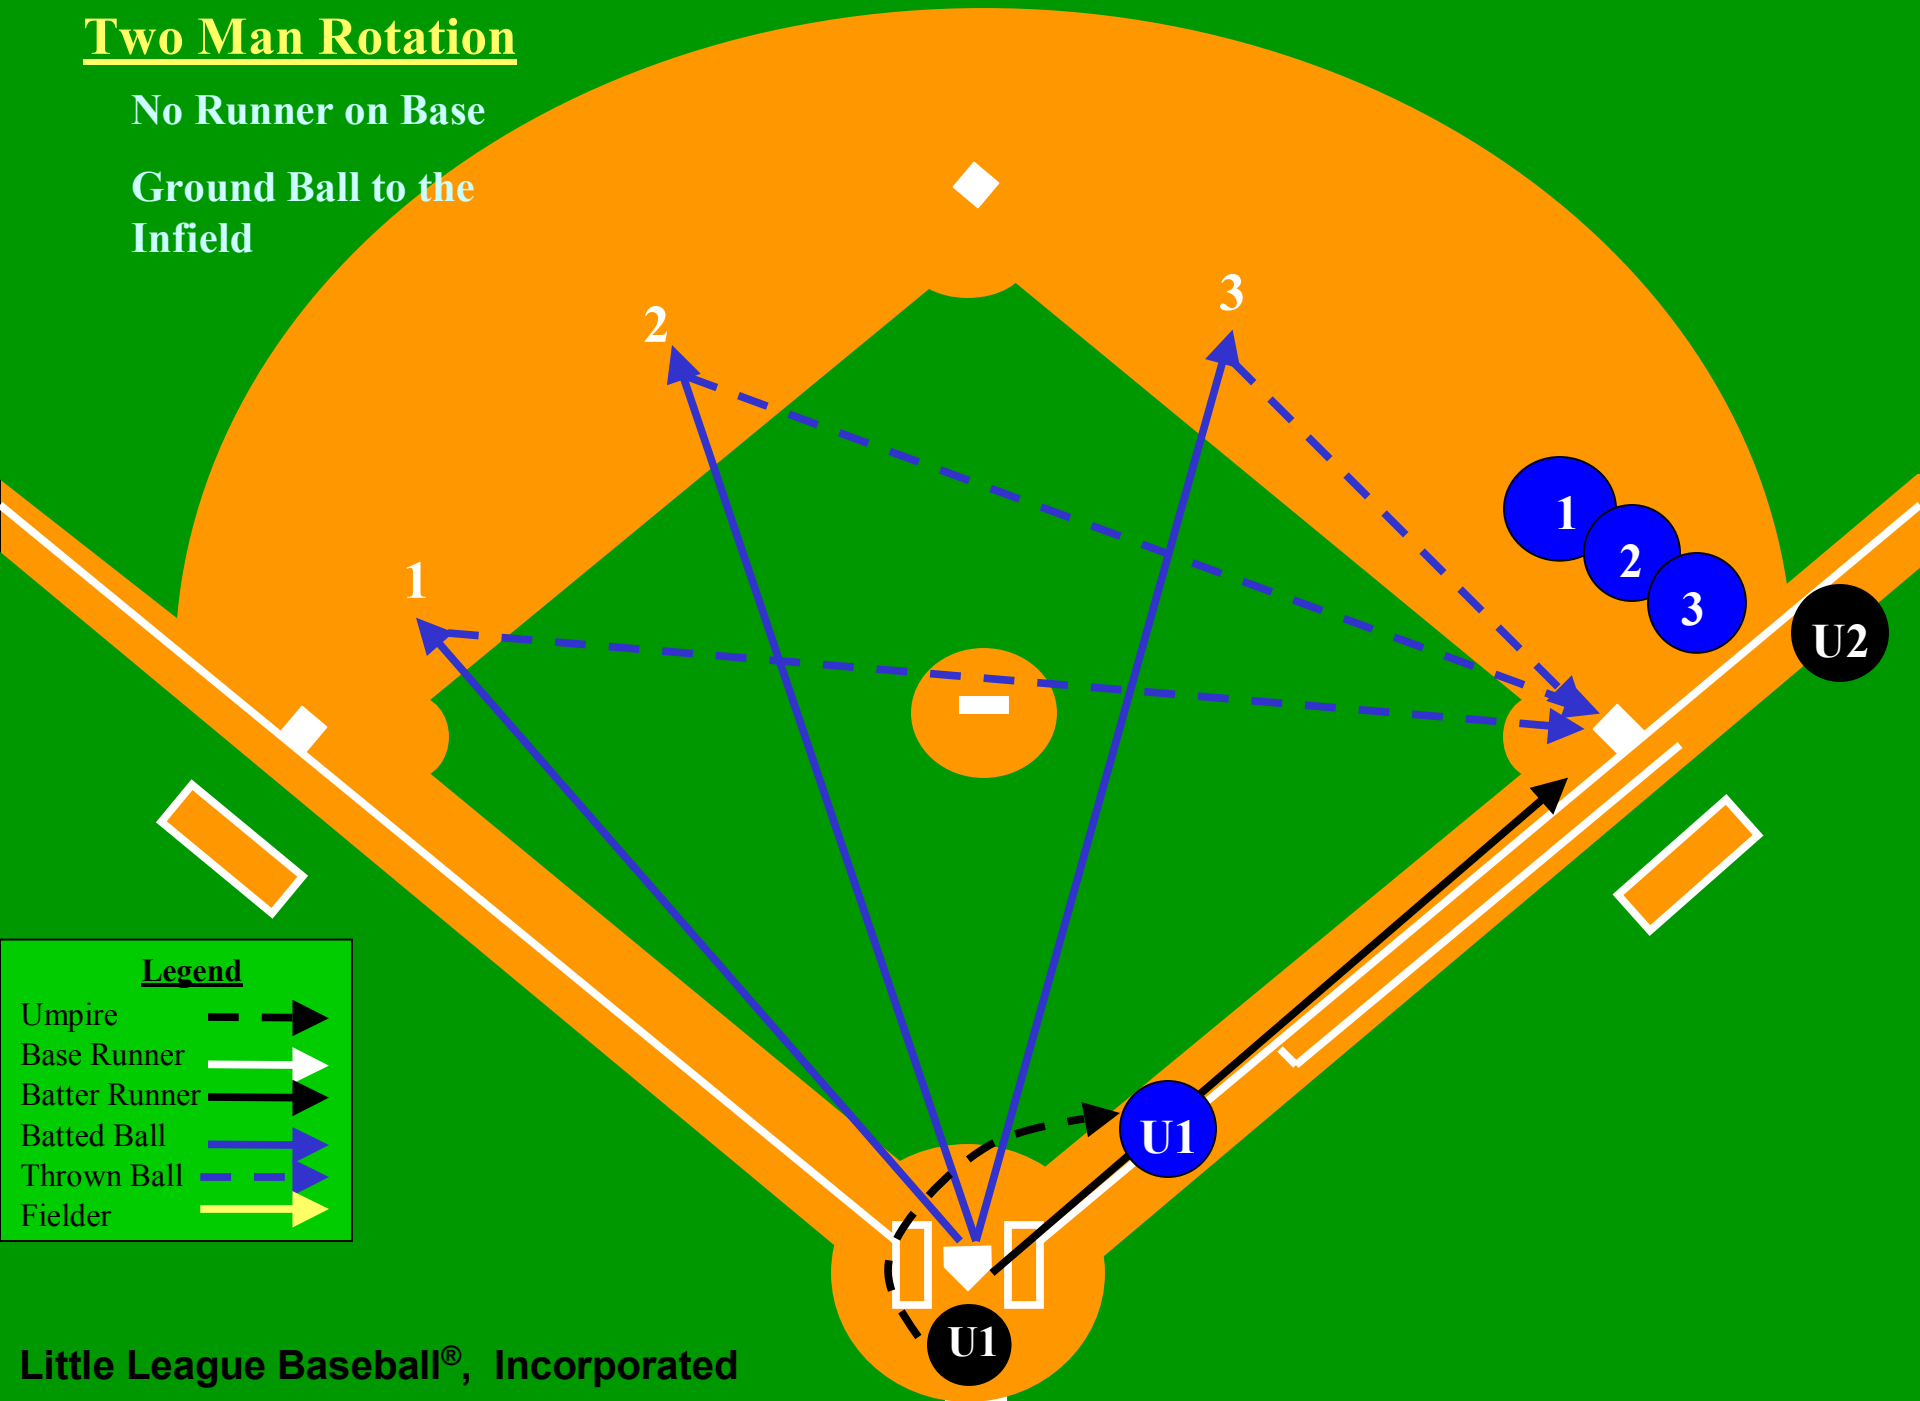 Two Man Rotation
No Runner on Base
Ground Ball to the
Infield
3
2
1
1
2
3
U2
Legend
Umpire
Base Runner
Batter Runner
Batted Ball
Thrown Ball
Fielder
U1
U1
Little League Baseball®, Incorporated